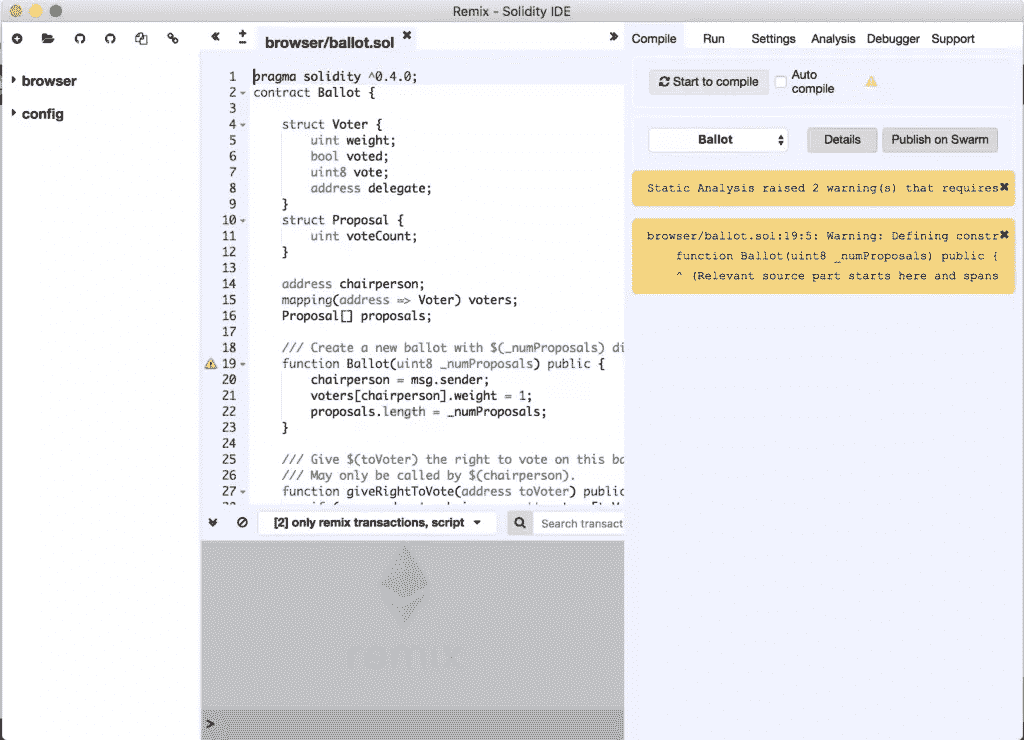 Remix - Solidity IDE
browser
config
browser/ballot.sol
1 pragma solidity ^0.4.0;
2 contract Ballot {
3
4 struct Voter {
5 uint weight;
6 bool voted;
7 uint8 vote;
8 address delegate;
9 }
10 struct Proposal {
11 uint voteCount;
12 }
13
14 address chairperson;
15 mapping(address => Voter) voters;
16 Proposal[] proposals;
17
18 /// Create a new ballot with $(_numProposals) di
19 function Ballot(uint8 _numProposals) public {
20 chairperson = msg.sender;
21 voters[chairperson].weight = 1;
22 proposals.length = _numProposals;
23 }
24
25 /// Give $(toVoter) the right to vote on this ba
26 /// May only be called by $(chairperson).
27 function giveRightToVote(address toVoter) public
[2] only remix transactions, script
Search transact
remix
>
Compile Run Settings Analysis Debugger Support
Start to compile
Auto compile
Ballot
Details
Publish on Swarm
Static Analysis raised 2 warning(s) that requires
browser/ballot.sol:19:5: Warning: Defining constr
function Ballot(uint8 _numProposals) public {
^ (Relevant source part starts here and spans